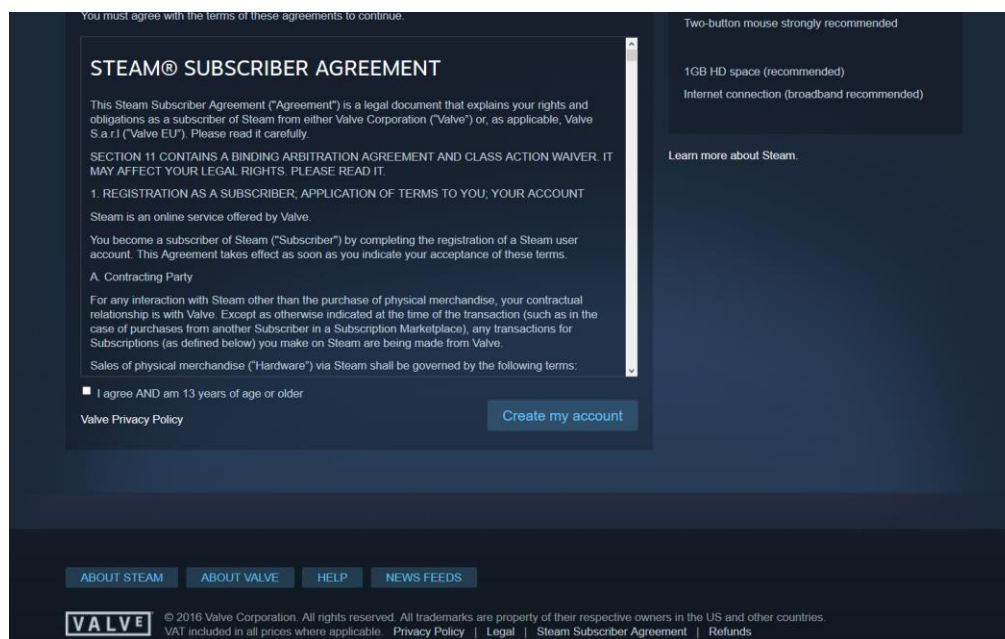 You must agree with the terms of these agreements to continue.
STEAM® SUBSCRIBER AGREEMENT
This Steam Subscriber Agreement ("Agreement") is a legal document that explains your rights and
obligations as a subscriber of Steam from either Valve Corporation ("Valve") or, as applicable, Valve
S.a.r.l ("Valve EU"). Please read it carefully.
SECTION 11 CONTAINS A BINDING ARBITRATION AGREEMENT AND CLASS ACTION WAIVER. IT
MAY AFFECT YOUR LEGAL RIGHTS. PLEASE READ IT.
1. REGISTRATION AS A SUBSCRIBER; APPLICATION OF TERMS TO YOU; YOUR ACCOUNT
Steam is an online service offered by Valve.
You become a subscriber of Steam ("Subscriber") by completing the registration of a Steam user
account. This Agreement takes effect as soon as you indicate your acceptance of these terms.
A. Contracting Party
For any interaction with Steam other than the purchase of physical merchandise, your contractual
relationship is with Valve. Except as otherwise indicated at the time of the transaction (such as in the
case of purchases from another Subscriber in a Subscription Marketplace), any transactions for
Subscriptions (as defined below) you make on Steam are being made from Valve.
Sales of physical merchandise ("Hardware") via Steam shall be governed by the following terms:
I agree AND am 13 years of age or older
Valve Privacy Policy
Create my account
Two-button mouse strongly recommended
1GB HD space (recommended)
Internet connection (broadband recommended)
Learn more about Steam.
ABOUT STEAM ABOUT VALVE HELP NEWS FEEDS
VALVE
© 2016 Valve Corporation. All rights reserved. All trademarks are property of their respective owners in the US and other countries.
VAT included in all prices where applicable. Privacy Policy | Legal | Steam Subscriber Agreement | Refunds